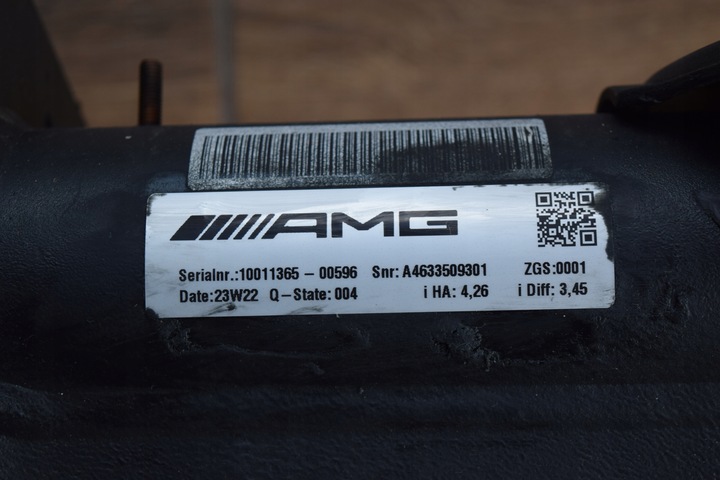 AMG
Serialnr.:10011365 - 00596 Snr: A4633509301 ZGS:0001
Date:23W22 Q-State: 004 i HA: 4,26 i Diff: 3,45